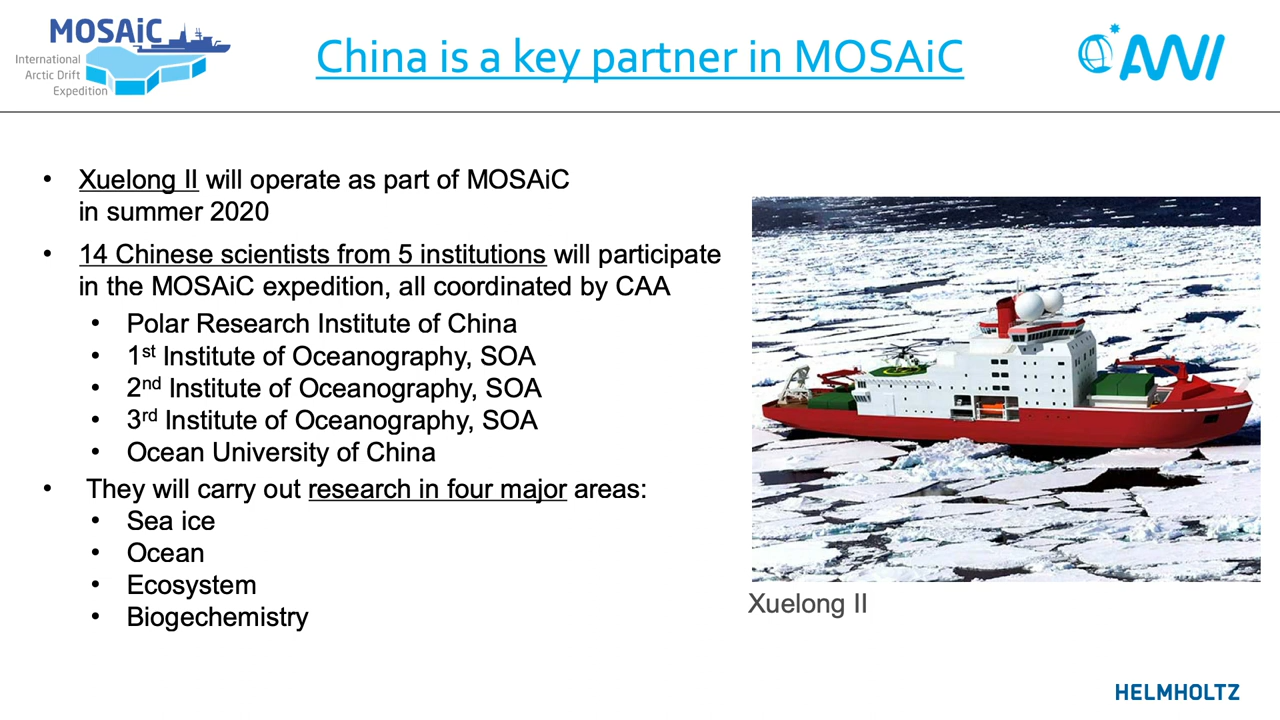 MOSAiC
International
Arctic Drift
Expedition
China is a key partner in MOSAiC
AWI
• Xuelong II will operate as part of MOSAiC
in summer 2020
• 14 Chinese scientists from 5 institutions will participate
in the MOSAiC expedition, all coordinated by CAA
• Polar Research Institute of China
• 1st Institute of Oceanography, SOA
• 2nd Institute of Oceanography, SOA
• 3rd Institute of Oceanography, SOA
• Ocean University of China
• They will carry out research in four major areas:
• Sea ice
• Ocean
• Ecosystem
• Biogechemistry
Xuelong II
HELMHOLTZ